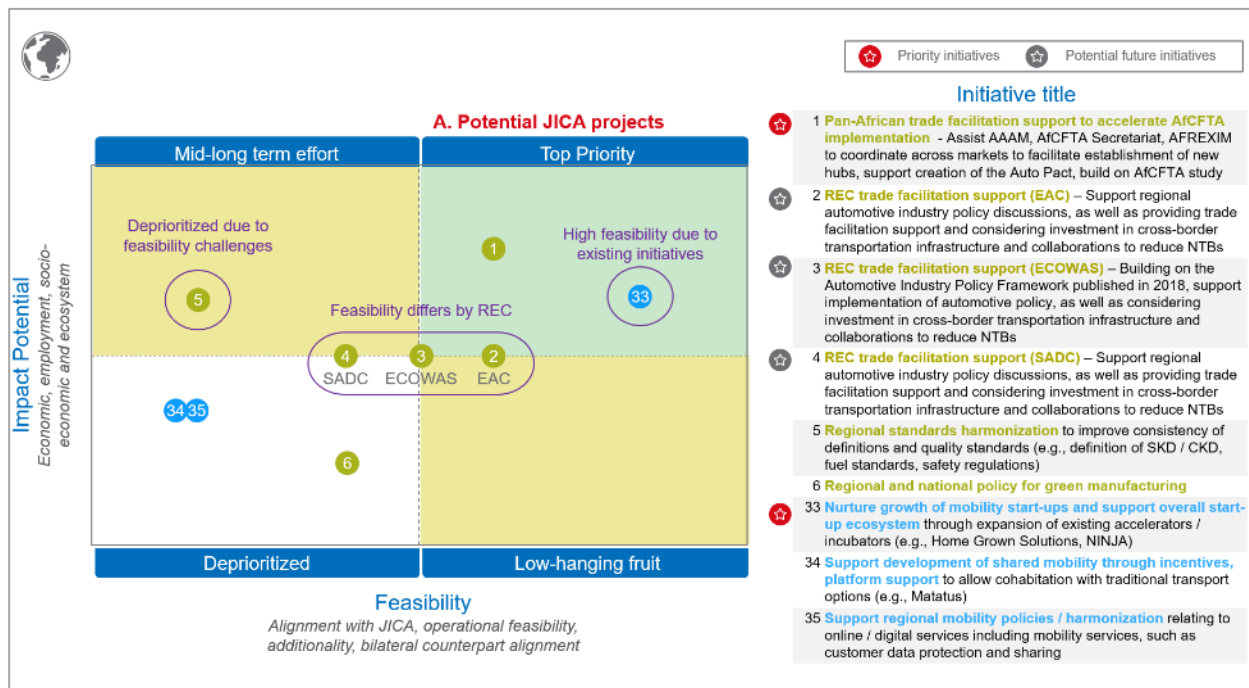 Priority initiatives
Potential future initiatives
A. Potential JICA projects
Mid-long term effort
Top Priority
Deprioritized due to
feasibility challenges
1
High feasibility due to
existing initiatives
5
33
Feasibility differs by REC
4
3
2
SADC
ECOWAS
EAC
34
35
6
Deprioritized
Low-hanging fruit
Impact Potential
Economic, employment, socio-
economic and ecosystem
Feasibility
Alignment with JICA, operational feasibility,
additionality, bilateral counterpart alignment
Initiative title
1 Pan-African trade facilitation support to accelerate AfCFTA
implementation - Assist AAAM, AfCFTA Secretariat, AFREXIM
to coordinate across markets to facilitate establishment of new
hubs, support creation of the Auto Pact, build on AfCFTA study
2 REC trade facilitation support (EAC) – Support regional
automotive industry policy discussions, as well as providing trade
facilitation support and considering investment in cross-border
transportation infrastructure and collaborations to reduce NTBs
3 REC trade facilitation support (ECOWAS) – Building on the
Automotive Industry Policy Framework published in 2018, support
implementation of automotive policy, as well as considering
investment in cross-border transportation infrastructure and
collaborations to reduce NTBs
4 REC trade facilitation support (SADC) – Support regional
automotive industry policy discussions, as well as providing trade
facilitation support and considering investment in cross-border
transportation infrastructure and collaborations to reduce NTBs
5 Regional standards harmonization to improve consistency of
definitions and quality standards (e.g., definition of SKD / CKD,
fuel standards, safety regulations)
6 Regional and national policy for green manufacturing
33 Nurture growth of mobility start-ups and support overall start-
up ecosystem through expansion of existing accelerators /
incubators (e.g., Home Grown Solutions, NINJA)
34 Support development of shared mobility through incentives,
platform support to allow cohabitation with traditional transport
options (e.g., Matatus)
35 Support regional mobility policies / harmonization relating to
online / digital services including mobility services, such as
customer data protection and sharing